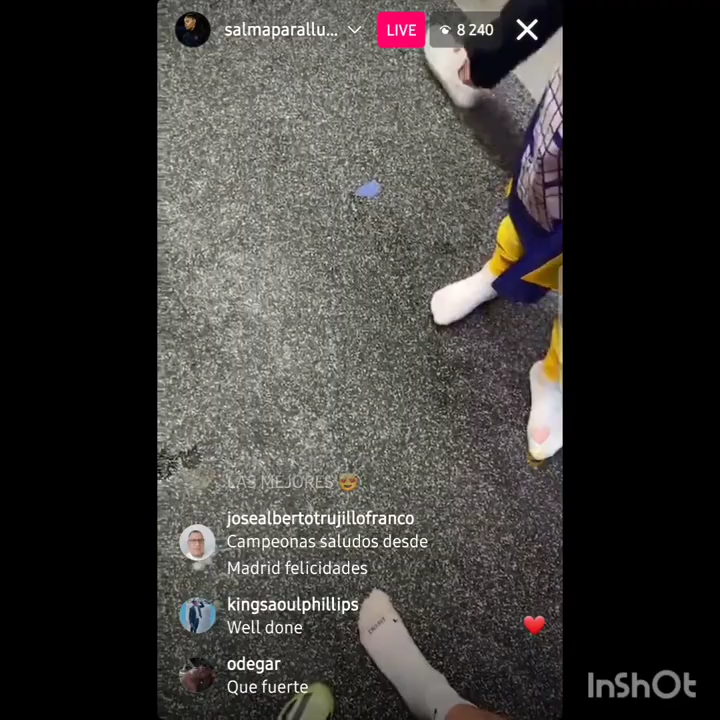 salmaparallu...
LIVE
8 240
LAS MEJORES 😍
josealbertotrujillofranco
Campeonas saludos desde
Madrid felicidades
kingsaoulphillips
Well done
odegar
Que fuerte
InShOt